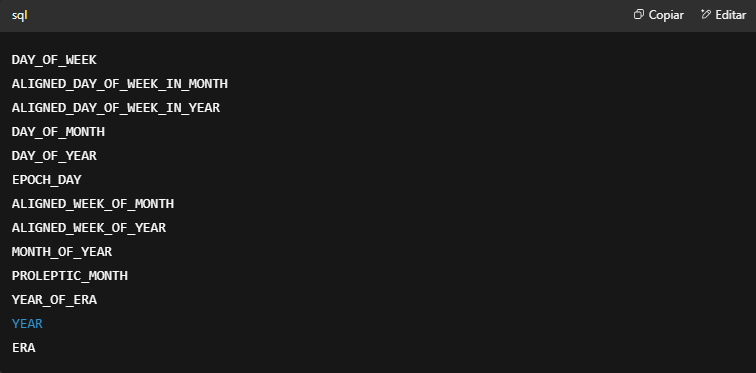 sql Copiar Editar
DAY_OF_WEEK
ALIGNED_DAY_OF_WEEK_IN_MONTH
ALIGNED_DAY_OF_WEEK_IN_YEAR
DAY_OF_MONTH
DAY_OF_YEAR
EPOCH_DAY
ALIGNED_WEEK_OF_MONTH
ALIGNED_WEEK_OF_YEAR
MONTH_OF_YEAR
PROLEPTIC_MONTH
YEAR_OF_ERA
YEAR
ERA